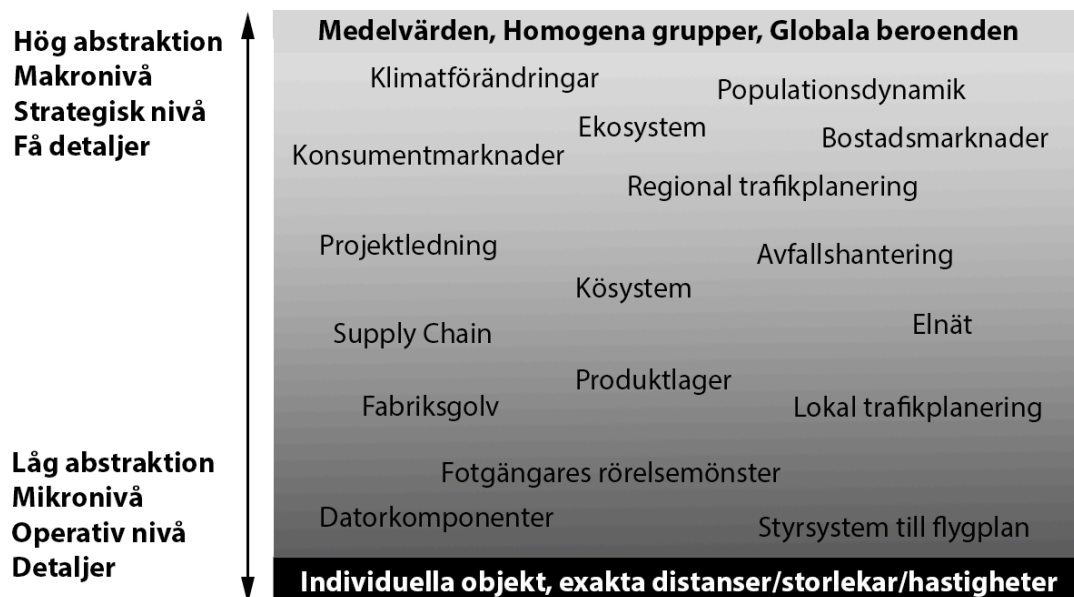 Hög abstraktion
Makronivå
Strategisk nivå
Få detaljer
Medelvärden, Homogena grupper, Globala beroenden
Klimatförändringar
Populationsdynamik
Ekosystem
Bostadsmarknader
Konsumentmarknader
Regional trafikplanering
Projektledning
Avfallshantering
Kösystem
Elnät
Supply Chain
Produktlager
Fabriksgolv
Lokal trafikplanering
Låg abstraktion
Mikronivå
Operativ nivå
Detaljer
Fotgängares rörelsemönster
Datorkomponenter
Styrsystem till flygplan
Individuella objekt, exakta distanser/storlekar/hastigheter